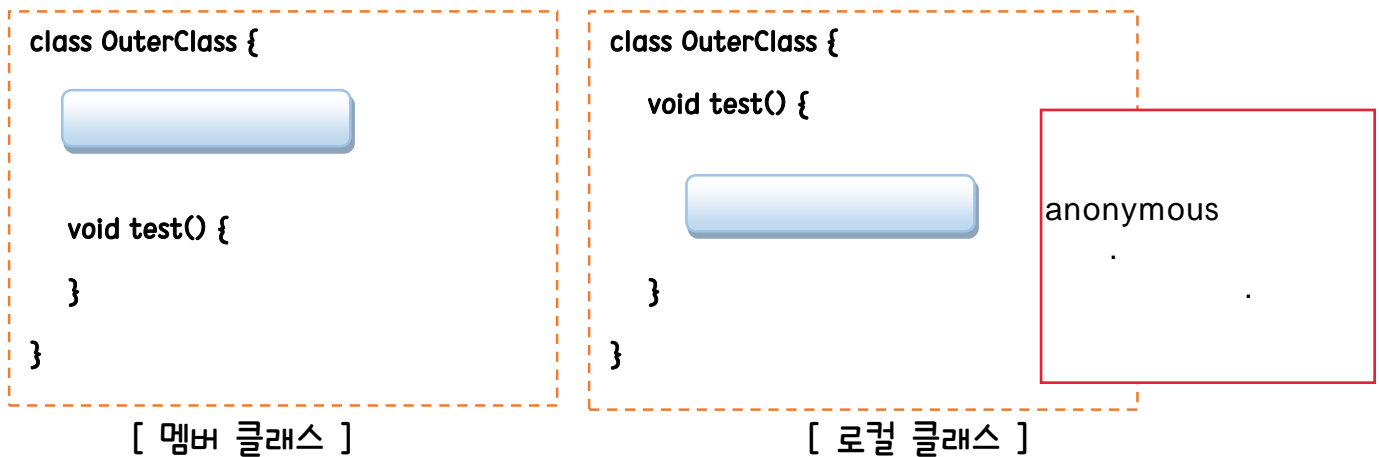 class OuterClass {
void test() {
}
}
[ 멤버 클래스 ]
class OuterClass {
void test() {
}
}
[ 로컬 클래스 ]
anonymous
.
.